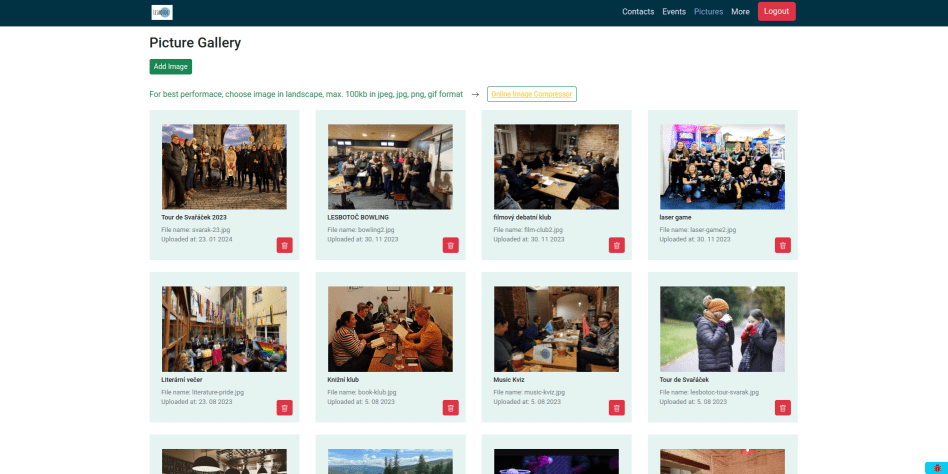 Contacts Events Pictures More Logout
Picture Gallery
Add Image
For best performace, choose image in landscape, max. 100kb in jpeg, jpg, png, gif format → Online Image Compressor
Tour de Svařáček 2023
File name: svarak-23.jpg
Uploaded at: 23. 01 2024
LESBOTOČ BOWLING
File name: bowling2.jpg
Uploaded at: 30. 11 2023
filmový debatní klub
File name: film-club2.jpg
Uploaded at: 30. 11 2023
laser game
File name: laser-game2.jpg
Uploaded at: 30. 11 2023
Literární večer
File name: literature-pride.jpg
Uploaded at: 23. 08 2023
Knižní klub
File name: book-klub.jpg
Uploaded at: 5. 08 2023
Music Kviz
File name: music-kviz.jpg
Uploaded at: 5. 08 2023
Tour de Svařáček
File name: lesbotoc-tour-svarak.jpg
Uploaded at: 5. 08 2023